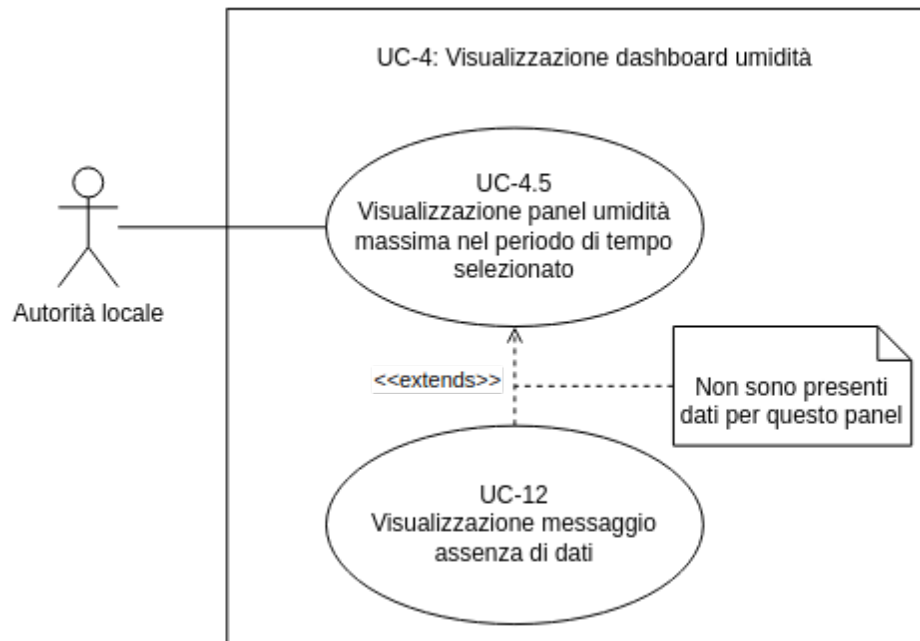 UC-4: Visualizzazione dashboard umidità
UC-4.5
Visualizzazione panel umidità
massima nel periodo di tempo
selezionato
Autorità locale
<<extends>>
Non sono presenti
dati per questo panel
UC-12
Visualizzazione messaggio
assenza di dati